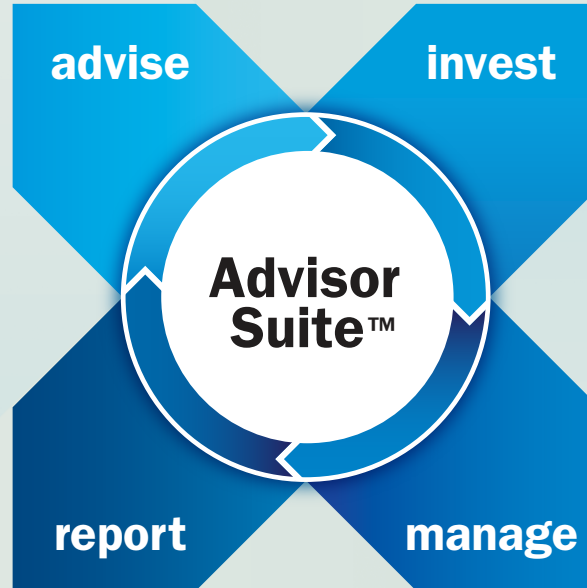 advise
invest
Advisor
Suite™
report
manage